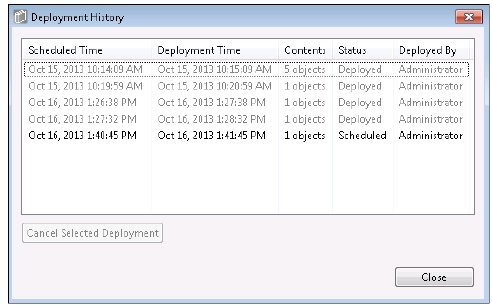 Deployment History
Scheduled Time Deployment Time Contents Status Deployed By
Oct 15, 2013 10:14:09 AM Oct 15, 2013 10:15:09 AM 5 objects Deployed Administrator
Oct 15, 2013 10:19:59 AM Oct 15, 2013 10:20:59 AM 1 objects Deployed Administrator
Oct 16, 2013 1:26:38 PM Oct 16, 2013 1:27:38 PM 1 objects Deployed Administrator
Oct 16, 2013 1:27:32 PM Oct 16, 2013 1:28:32 PM 1 objects Deployed Administrator
Oct 16, 2013 1:40:45 PM Oct 16, 2013 1:41:45 PM 1 objects Scheduled Administrator
Cancel Selected Deployment
Close